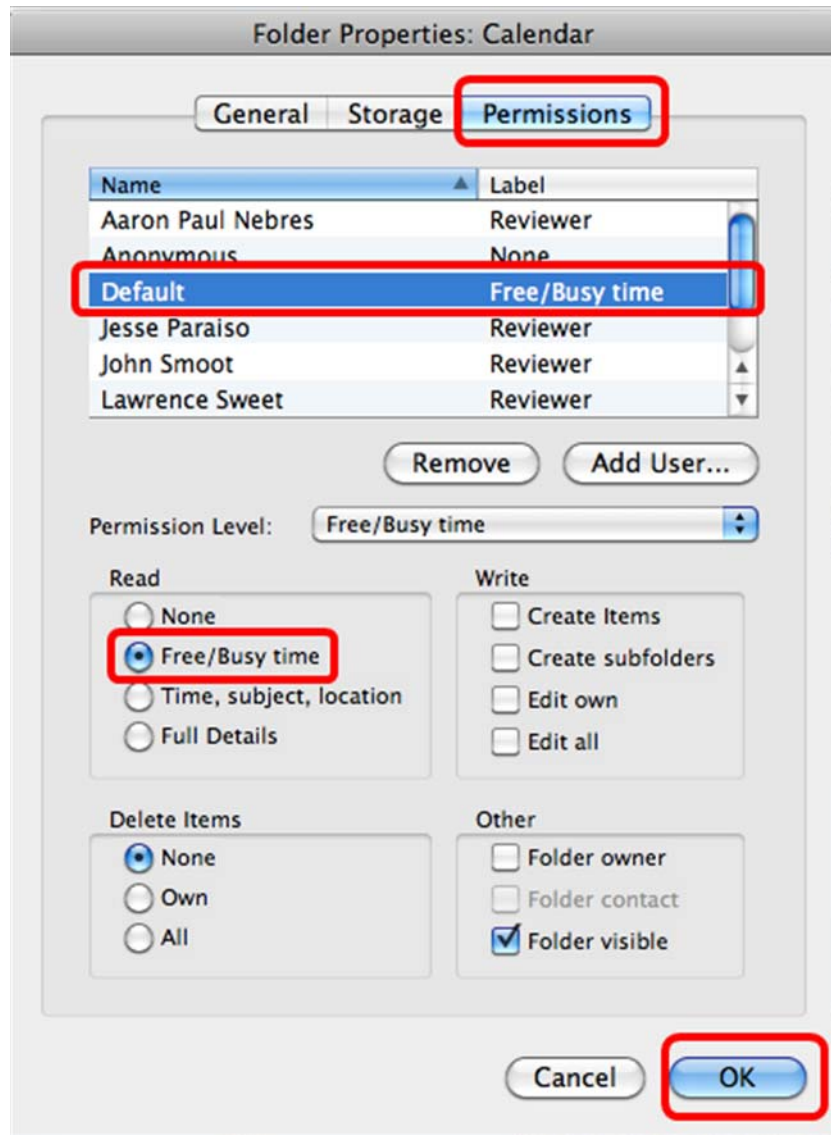 Folder Properties: Calendar
General Storage Permissions
Name Label
Aaron Paul Nebres Reviewer
Anonymous None
Default Free/Busy time
Jesse Paraiso Reviewer
John Smoot Reviewer
Lawrence Sweet Reviewer
Remove Add User...
Permission Level: Free/Busy time
Read Write
None Create Items
Free/Busy time Create subfolders
Time, subject, location Edit own
Full Details Edit all
Delete Items Other
None Folder owner
Own Folder contact
All Folder visible
Cancel OK